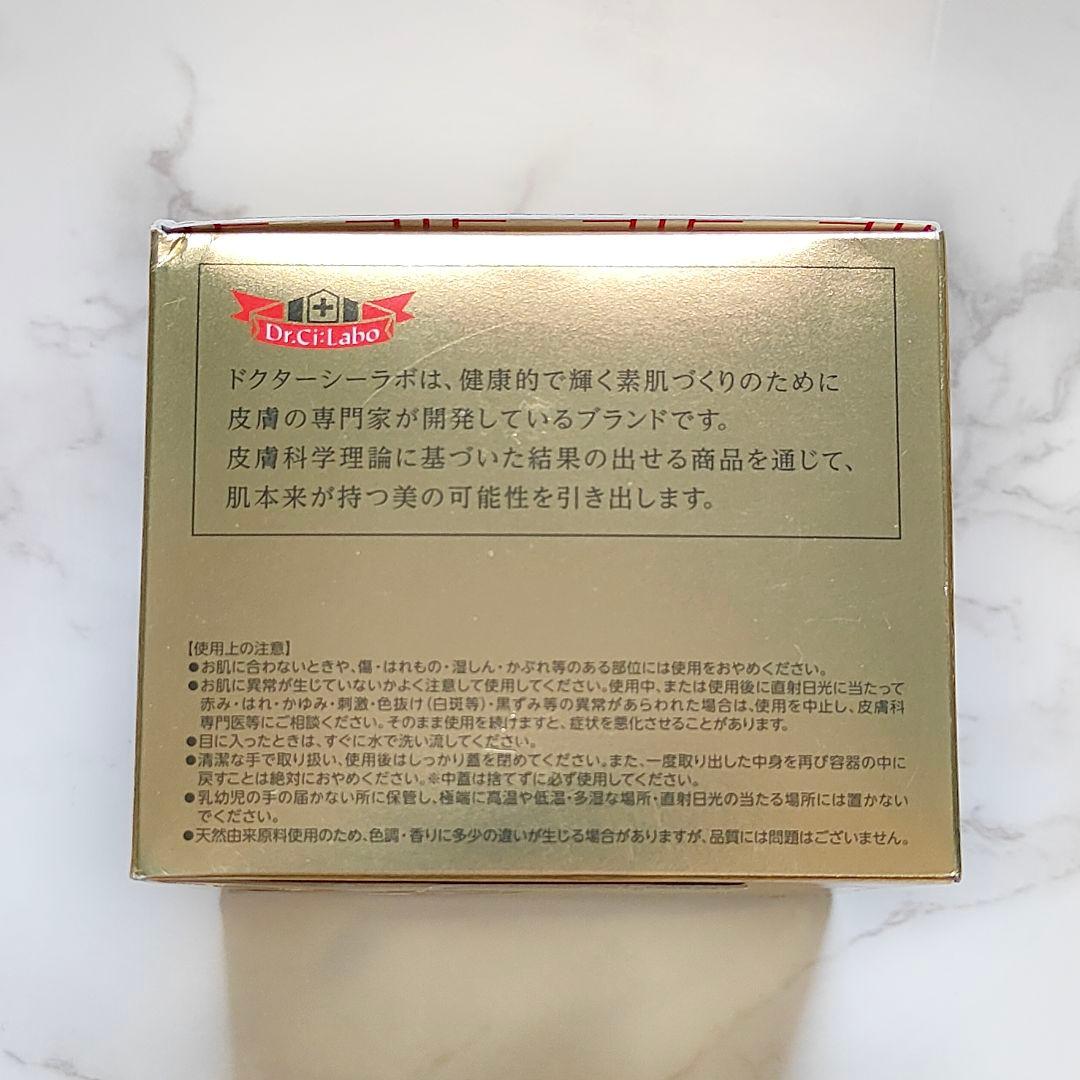 Dr.Ci:Labo
ドクターシーラボは、健康的で輝く素肌づくりのために
皮膚の専門家が開発しているブランドです。
皮膚科学理論に基づいた結果の出せる商品を通じて、
肌本来が持つ美の可能性を引き出します。
【使用上の注意】
●お肌に合わないときや、傷・はれもの・湿しん・かぶれ等のある部位には使用をおやめください。
●お肌に異常が生じていないかよく注意して使用してください。使用中、または使用後に直射日光に当たって
赤み・はれ・かゆみ・刺激・色抜け(白斑等)・黒ずみ等の異常があらわれた場合は、使用を中止し、皮膚科
専門医等にご相談ください。そのまま使用を続けますと、症状を悪化させることがあります。
●目に入ったときは、すぐに水で洗い流してください。
●清潔な手で取り扱い、使用後はしっかり蓋を閉めてください。また、一度取り出した中身を再び容器の中に
戻すことは絶対におやめください。※中蓋は捨てずに必ず使用してください。
●乳幼児の手の届かない所に保管し、極端に高温や低温・多湿な場所・直射日光の当たる場所には置かない
でください。
●天然由来原料使用のため、色調・香りに多少の違いが生じる場合がありますが、品質には問題はございません。